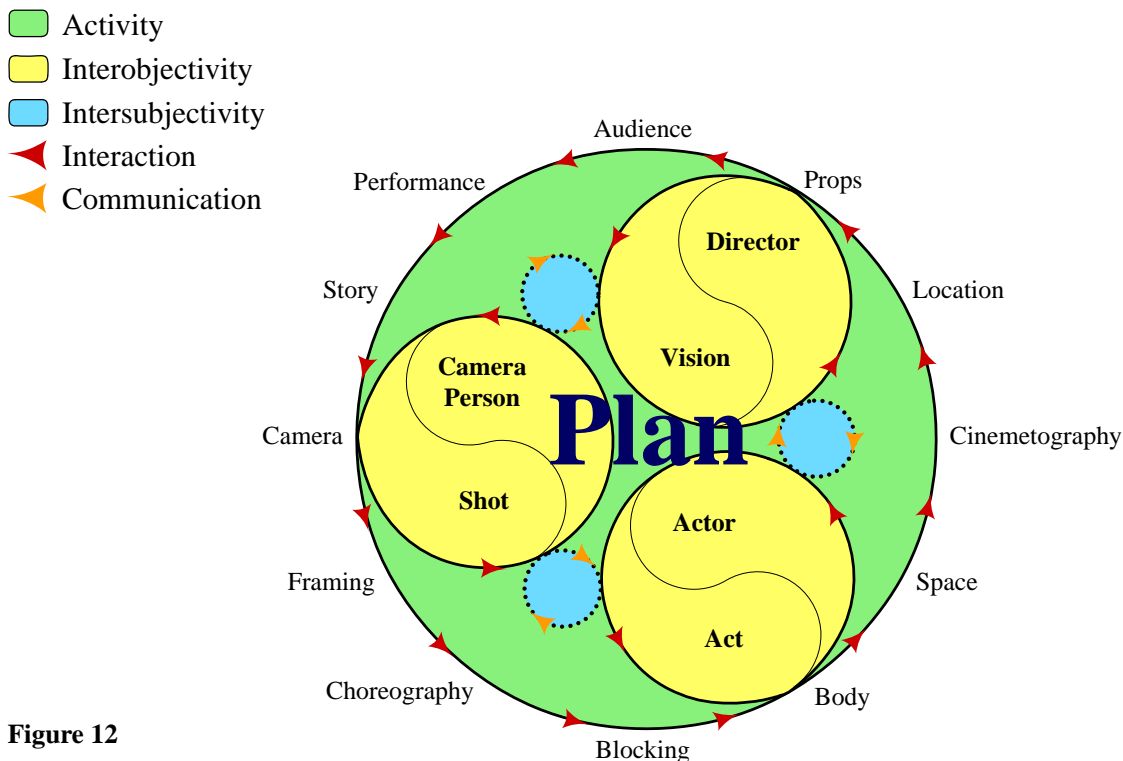 Activity
Interobjectivity
Intersubjectivity
Interaction
Communication
Audience
Performance
Props
Director
Story
Location
Vision
Camera
Person
Plan
Camera
Cinemetography
Shot
Actor
Framing
Space
Act
Choreography
Body
Figure 12
Blocking